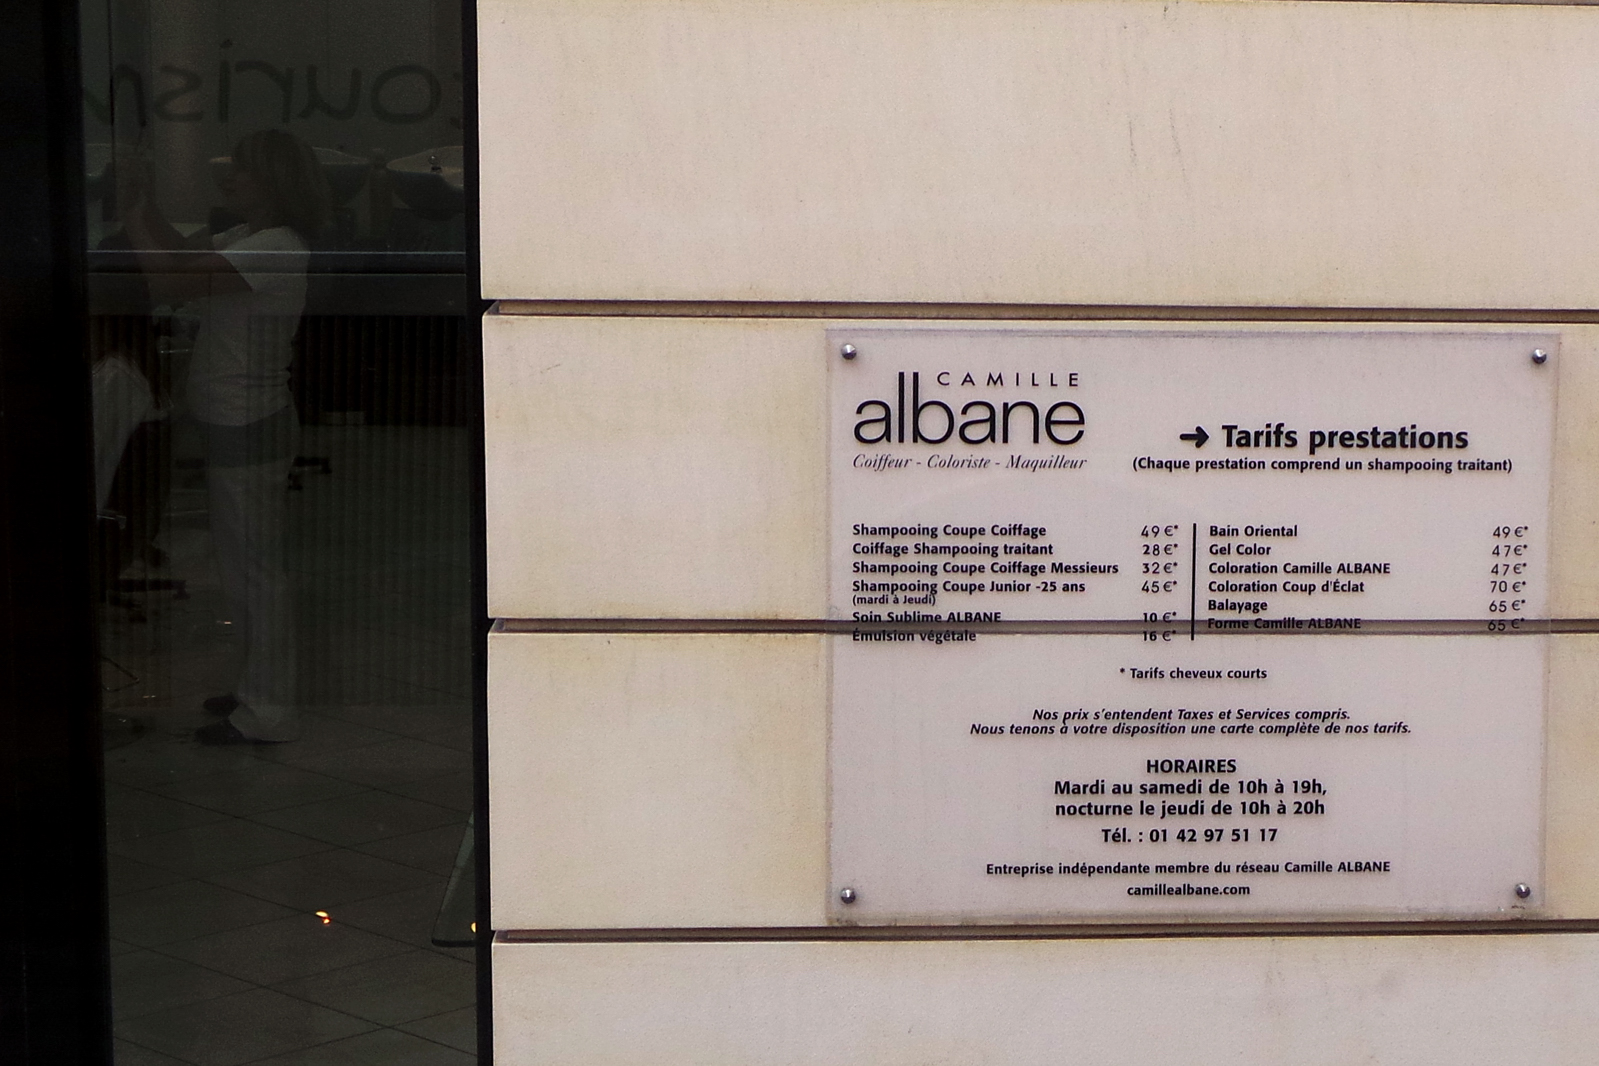 tourism
CAMILLE
albane
Coiffeur - Coloriste - Maquilleur
➔ Tarifs prestations
(Chaque prestation comprend un shampooing traitant)
Shampooing Coupe Coiffage 49 €*
Coiffage Shampooing traitant 28 €*
Shampooing Coupe Coiffage Messieurs 32 €*
Shampooing Coupe Junior -25 ans 45 €*
(mardi à Jeudi)
Soin Sublime ALBANE 10 €*
Émulsion végétale 16 €*
Bain Oriental 49 €*
Gel Color 47 €*
Coloration Camille ALBANE 47 €*
Coloration Coup d'Éclat 70 €*
Balayage 65 €*
Forme Camille ALBANE 65 €*
* Tarifs cheveux courts
Nos prix s'entendent Taxes et Services compris.
Nous tenons à votre disposition une carte complète de nos tarifs.
HORAIRES
Mardi au samedi de 10h à 19h,
nocturne le jeudi de 10h à 20h
Tél. : 01 42 97 51 17
Entreprise indépendante membre du réseau Camille ALBANE
camillealbane.com